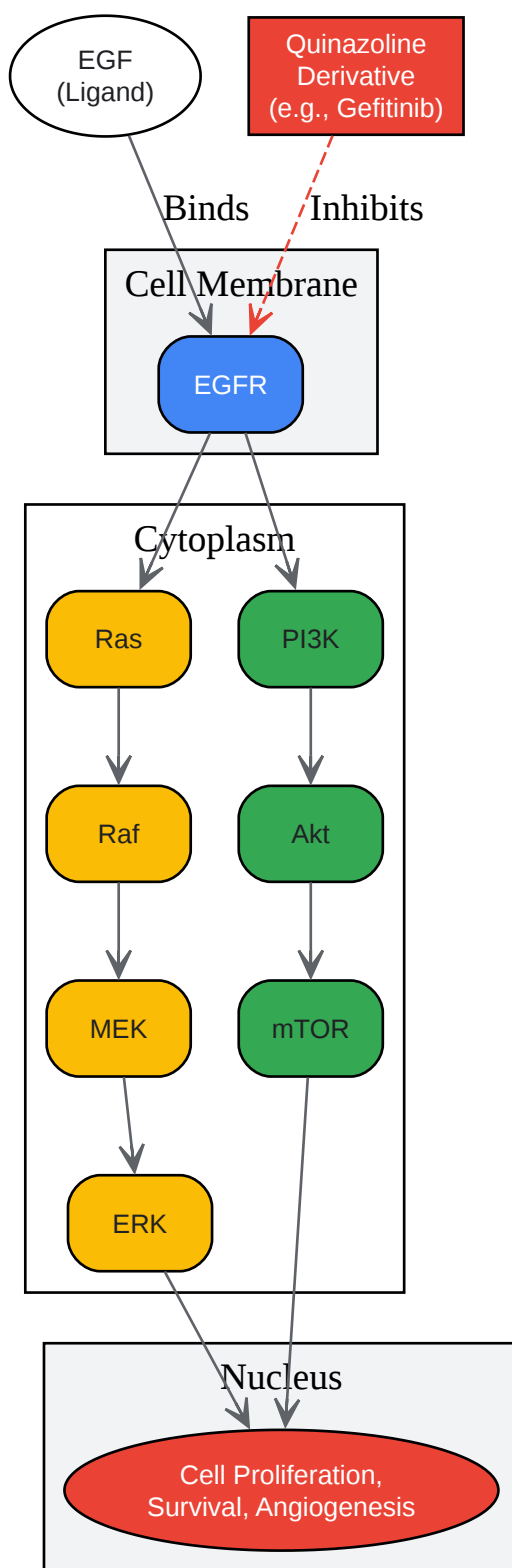 EGF
(Ligand)
Quinazoline
Derivative
(e.g., Gefitinib)
Binds
Inhibits
Cell Membrane
EGFR
Cytoplasm
Ras
PI3K
Raf
Akt
MEK
mTOR
ERK
Nucleus
Cell Proliferation,
Survival, Angiogenesis